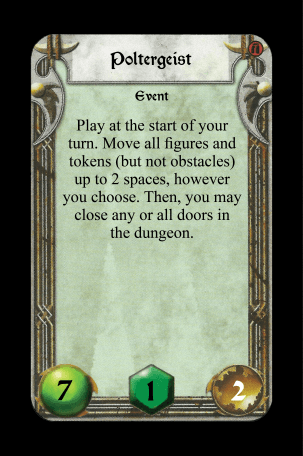 Poltergeist
@
Event
Play at the start of your
turn. Move all figures and
tokens (but not obstacles)
up to 2 spaces, however
you choose. Then, you may
close any or all doors in
the dungeon.
7
1
2